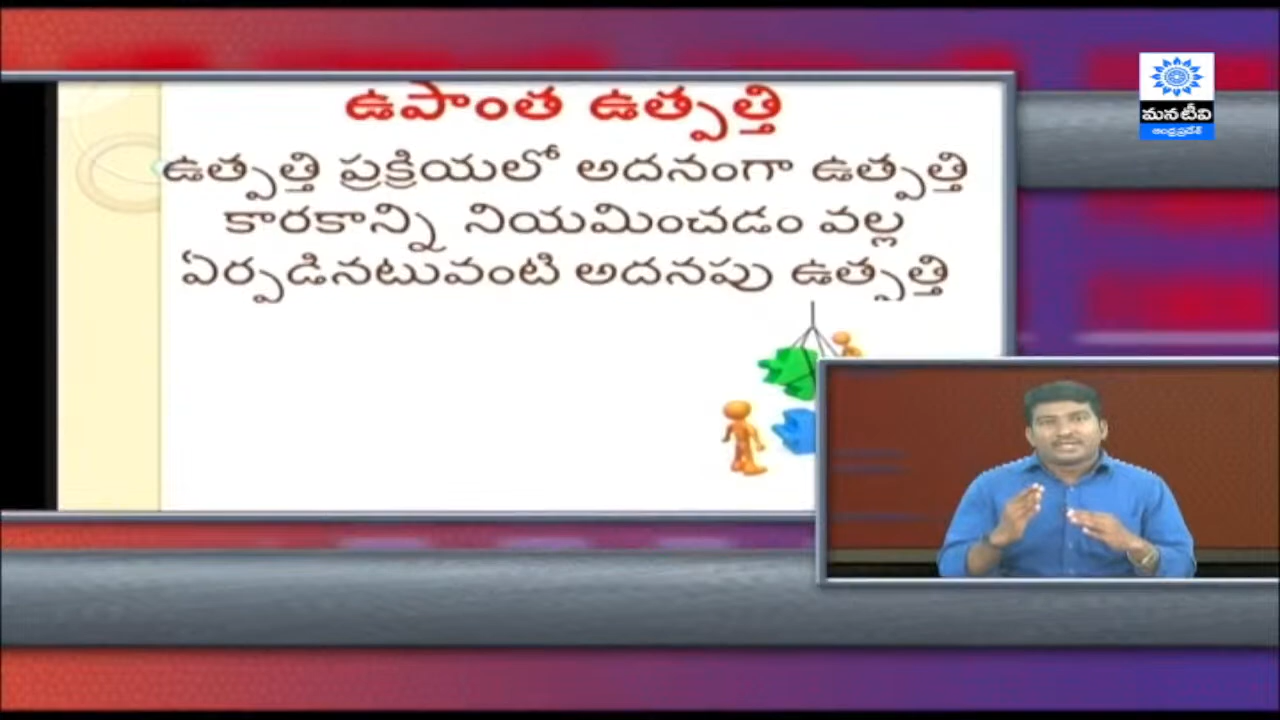 ఉపాంత ఉత్పత్తి
ఉత్పత్తి ప్రక్రియలో అదనంగా ఉత్పత్తి
కారకాన్ని నియమించడం వల్ల
ఏర్పడినటువంటి అదనపు ఉత్పత్తి
మన టీవి
ఆంధ్రప్రదేశ్